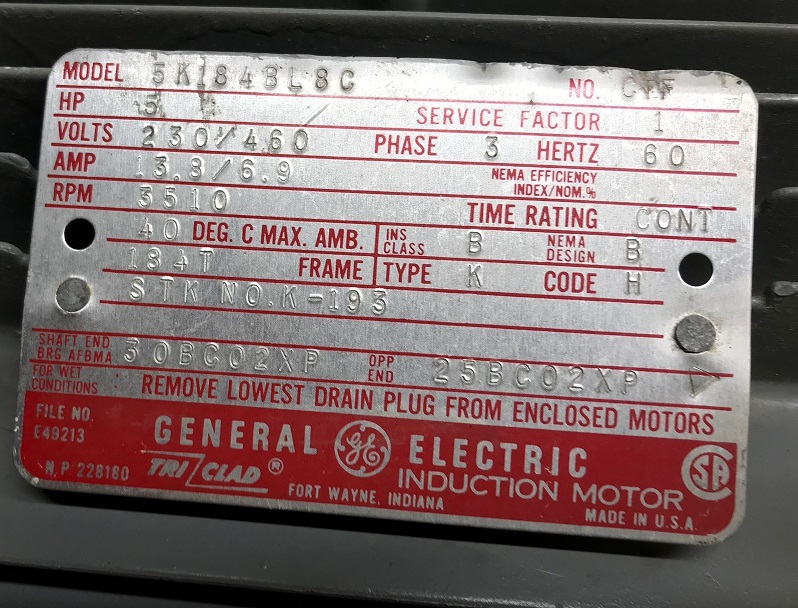 MODEL 5K184BL8C NO. CYF
HP 5 SERVICE FACTOR 1
VOLTS 230/460 PHASE 3 HERTZ 60
AMP 13.8/6.9 NEMA EFFICIENCY INDEX/NOM.%
RPM 3510 TIME RATING CONT
40 DEG. C MAX. AMB. INS CLASS B NEMA DESIGN B
184T FRAME TYPE K CODE H
STK NO.K-193
SHAFT END BRG AFBMA 30BC02XP OPP END 25BC02XP
FOR WET CONDITIONS REMOVE LOWEST DRAIN PLUG FROM ENCLOSED MOTORS
FILE NO. E49213
GENERAL GE ELECTRIC SA
N.P 228180 TRI/CLAD® INDUCTION MOTOR
FORT WAYNE, INDIANA MADE IN U.S.A